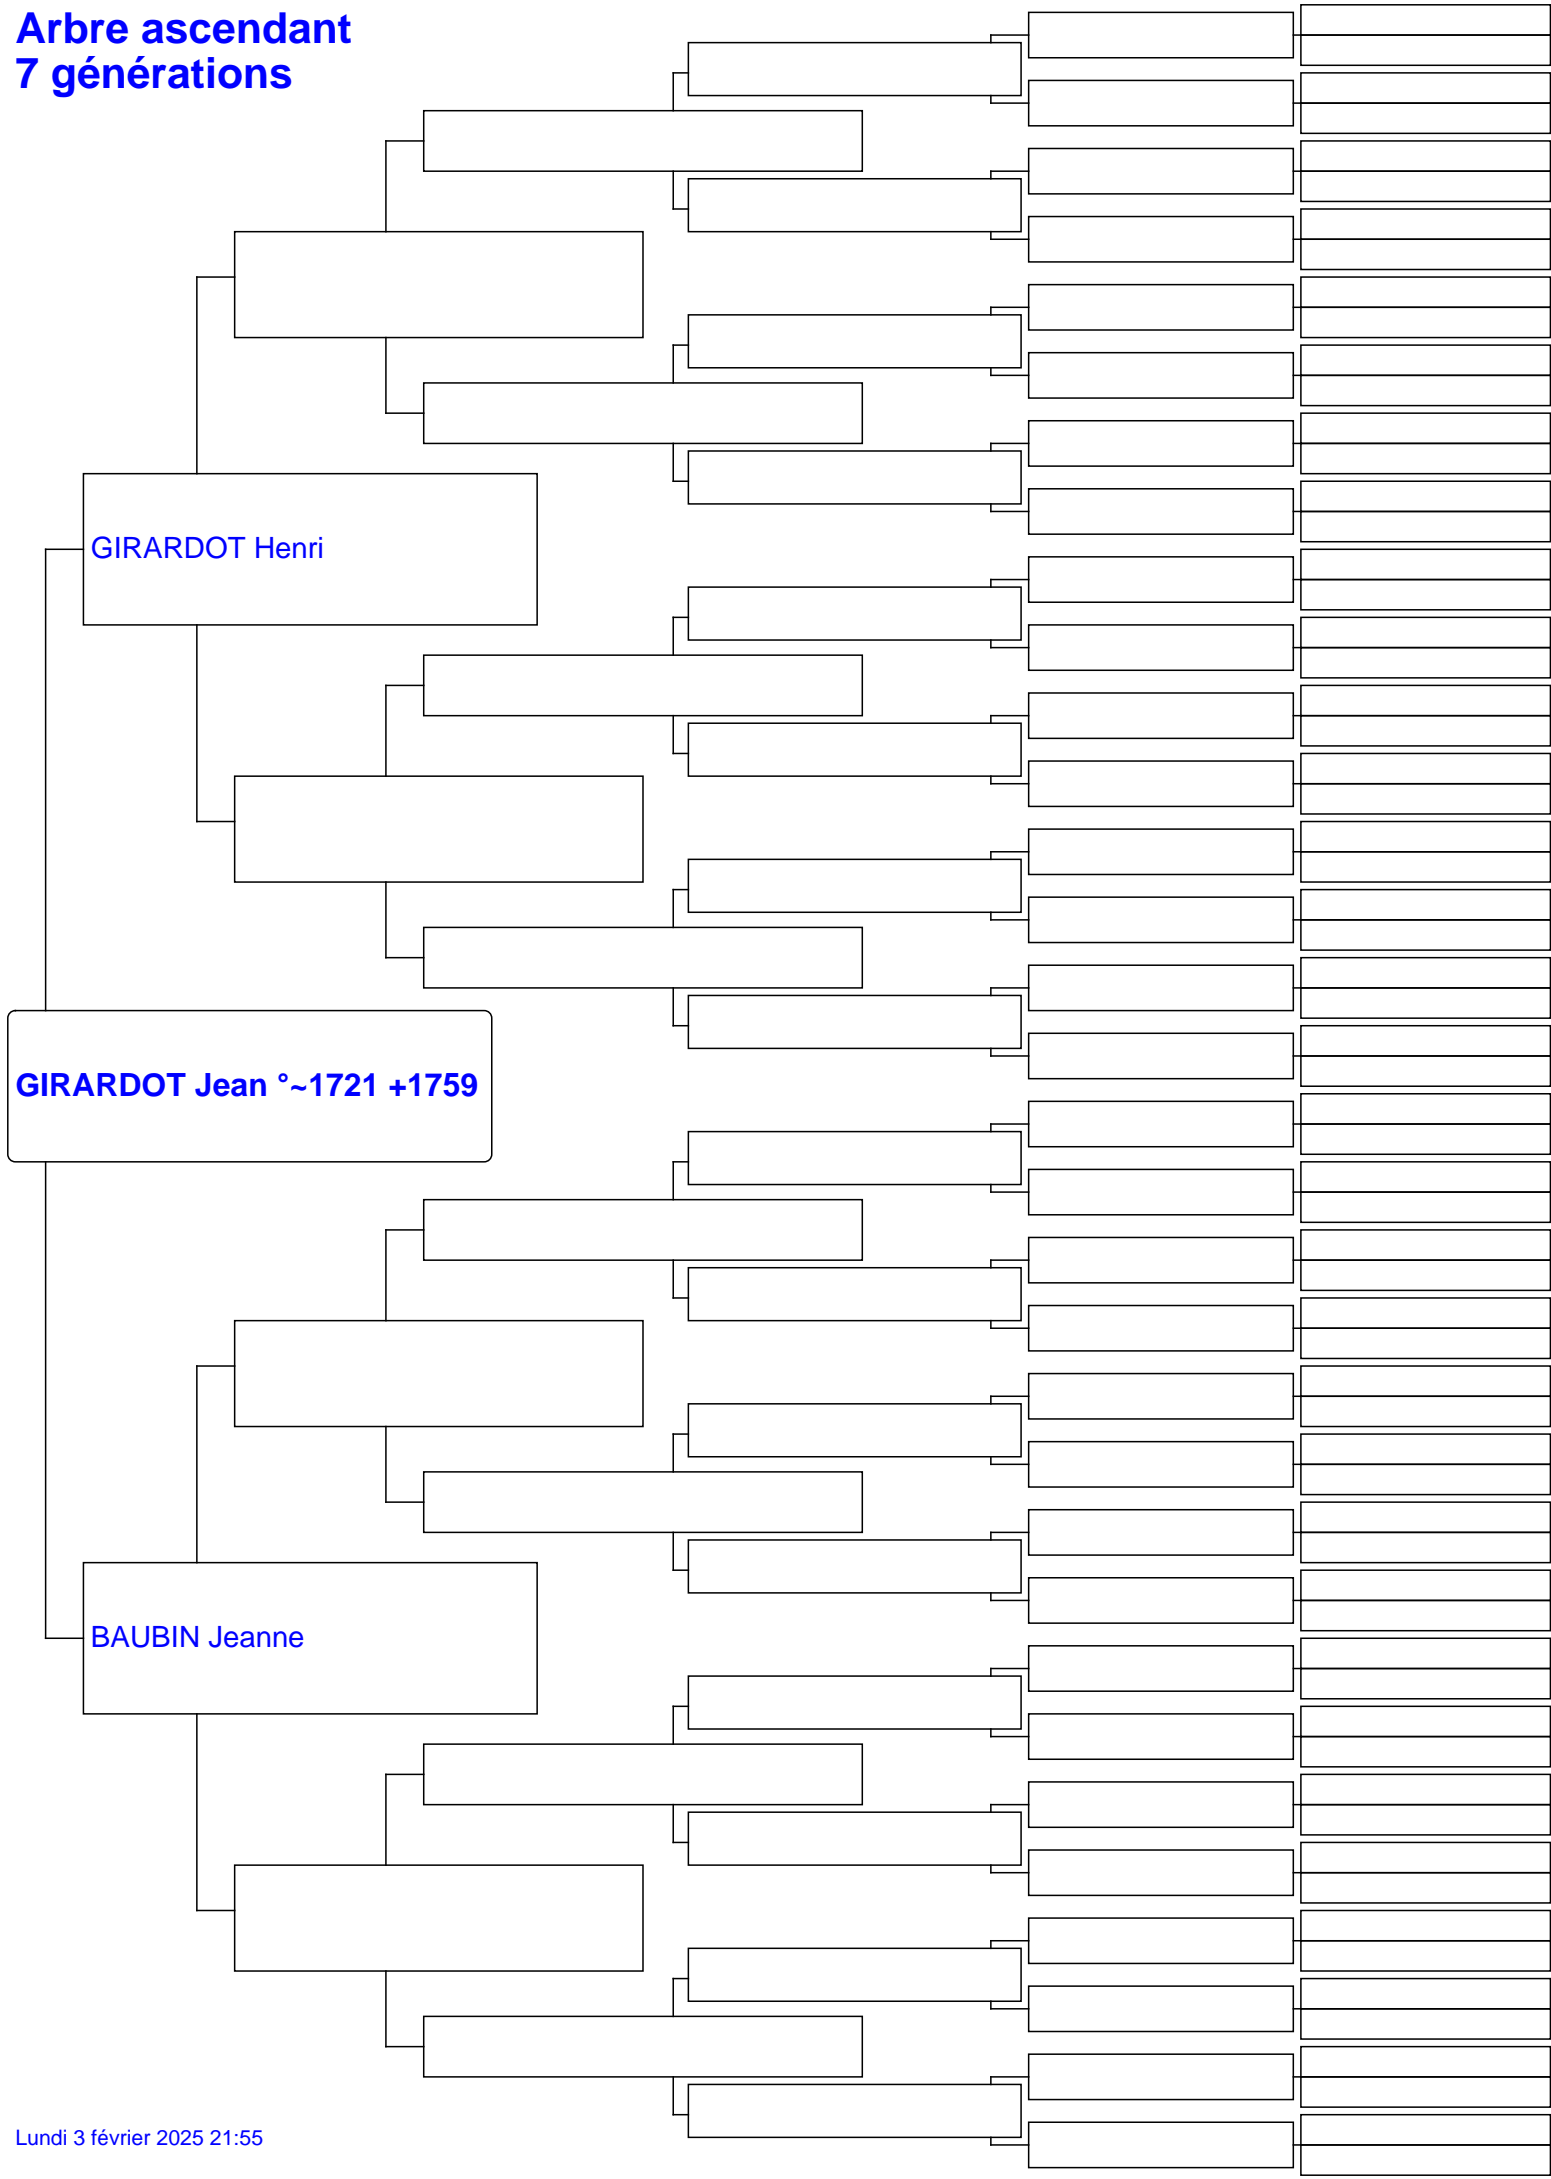 Arbre ascendant
7 générations
GIRARDOT Henri
GIRARDOT Jean °~1721 +1759
BAUBIN Jeanne
Lundi 3 février 2025 21:55